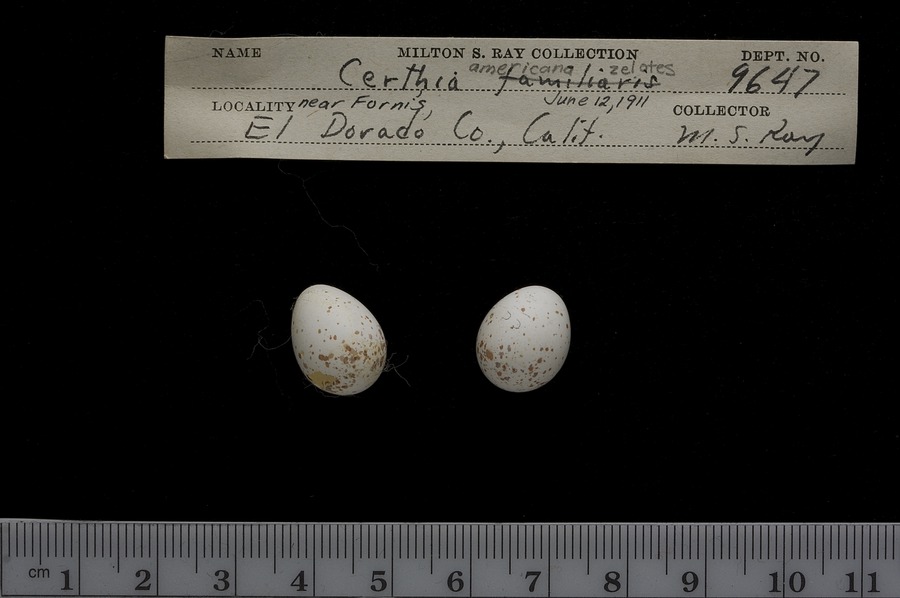 NAME MILTON S. RAY COLLECTION DEPT. NO.
americana zelotes
Certhia familiaris 9647
LOCALITY near Fornis, June 12, 1911 COLLECTOR
El Dorado Co., Calif. M. S. Ray
cm 1 2 3 4 5 6 7 8 9 10 11